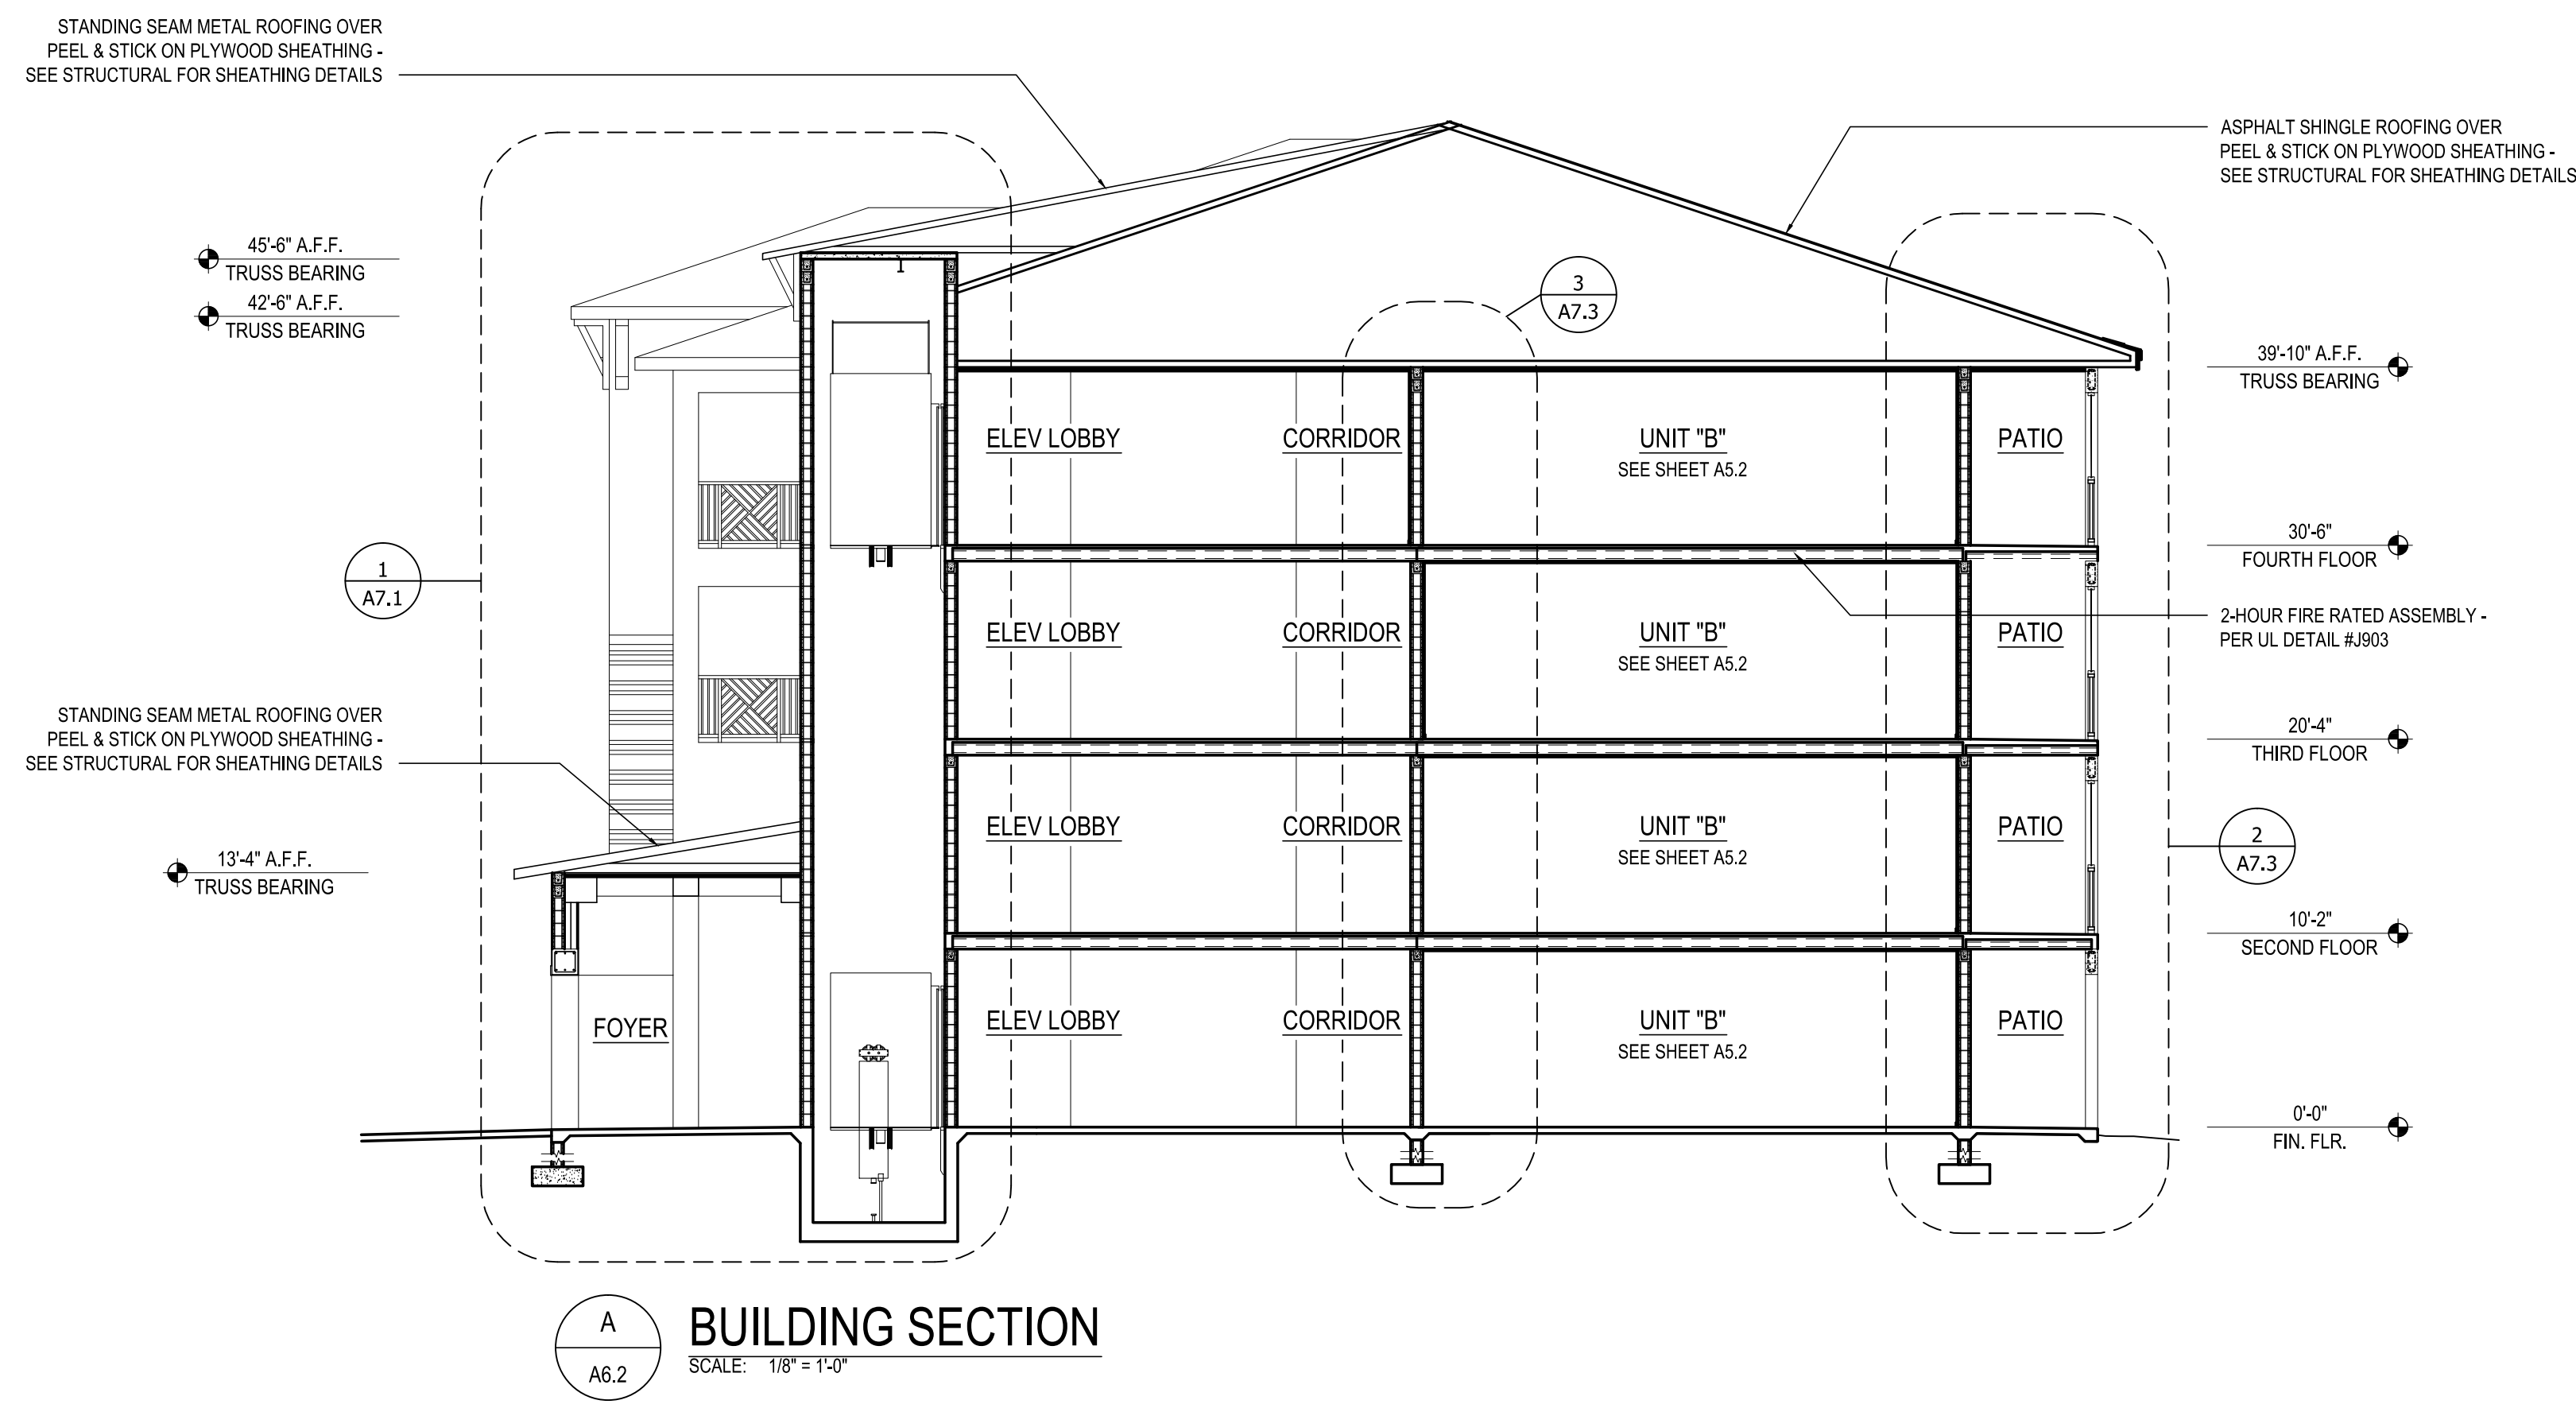 STANDING SEAM METAL ROOFING OVER
PEEL & STICK ON PLYWOOD SHEATHING -
SEE STRUCTURAL FOR SHEATHING DETAILS
ASPHALT SHINGLE ROOFING OVER
PEEL & STICK ON PLYWOOD SHEATHING -
SEE STRUCTURAL FOR SHEATHING DETAILS
45'-6" A.F.F.
TRUSS BEARING
42'-6" A.F.F.
TRUSS BEARING
1
3
A7.3
39'-10" A.F.F.
TRUSS BEARING
ELEV LOBBY
CORRIDOR
UNIT "B"
SEE SHEET A5.2
PATIO
30'-6"
FOURTH FLOOR
1
A7.1
2-HOUR FIRE RATED ASSEMBLY -
PER UL DETAIL #J903
ELEV LOBBY
CORRIDOR
UNIT "B"
SEE SHEET A5.2
PATIO
STANDING SEAM METAL ROOFING OVER
PEEL & STICK ON PLYWOOD SHEATHING -
SEE STRUCTURAL FOR SHEATHING DETAILS
20'-4"
THIRD FLOOR
ELEV LOBBY
CORRIDOR
UNIT "B"
SEE SHEET A5.2
PATIO
2
A7.3
13'-4" A.F.F.
TRUSS BEARING
10'-2"
SECOND FLOOR
FOYER
ELEV LOBBY
CORRIDOR
UNIT "B"
SEE SHEET A5.2
PATIO
0'-0"
FIN. FLR.
A
A6.2
BUILDING SECTION
SCALE: 1/8" = 1'-0"